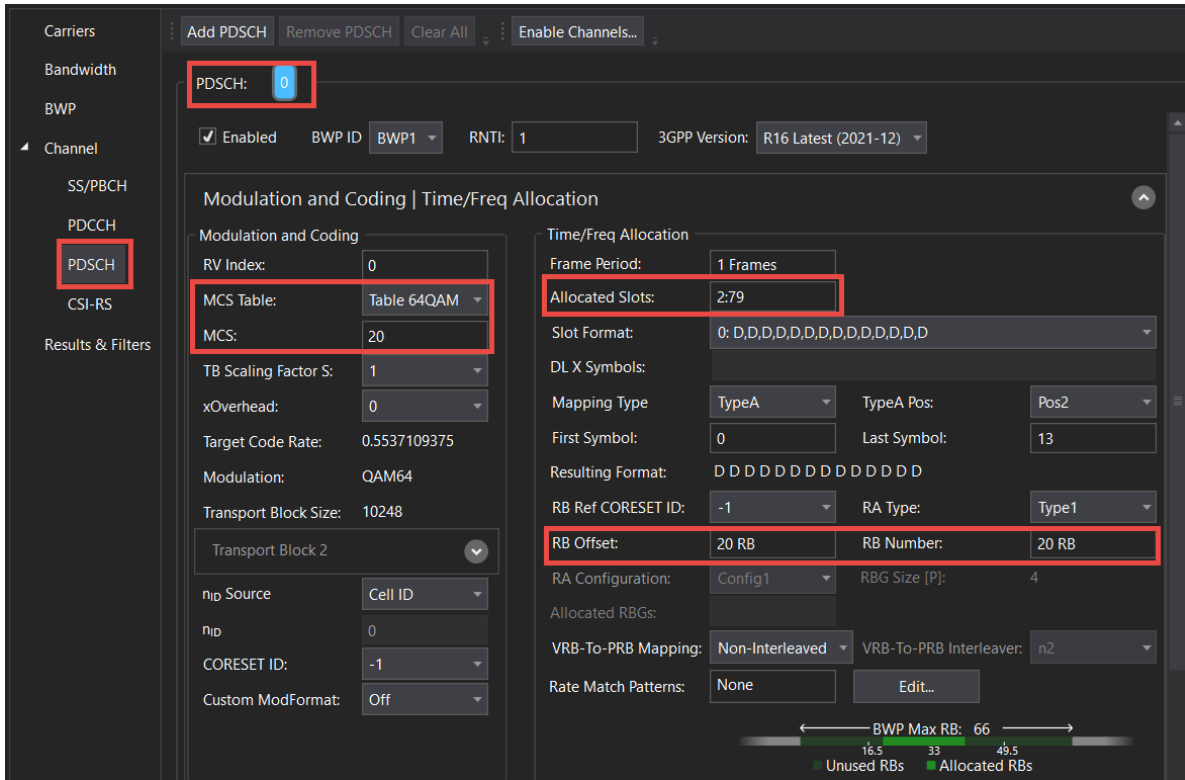 Carriers
Bandwidth
BWP
Channel
SS/PBCH
PDCCH
PDSCH
CSI-RS
Results & Filters
Add PDSCH Remove PDSCH Clear All Enable Channels...
PDSCH: 0
Enabled BWP ID BWP1 RNTI: 1 3GPP Version: R16 Latest (2021-12)
Modulation and Coding | Time/Freq Allocation
Modulation and Coding
RV Index: 0
MCS Table: Table 64QAM
MCS: 20
TB Scaling Factor S: 1
xOverhead: 0
Target Code Rate: 0.5537109375
Modulation: QAM64
Transport Block Size: 10248
Transport Block 2
nID Source Cell ID
nID 0
CORESET ID: -1
Custom ModFormat: Off
Time/Freq Allocation
Frame Period: 1 Frames
Allocated Slots: 2:79
Slot Format: 0: D,D,D,D,D,D,D,D,D,D,D,D,D,D
DL X Symbols:
Mapping Type TypeA TypeA Pos: Pos2
First Symbol: 0 Last Symbol: 13
Resulting Format: D D D D D D D D D D D D D D
RB Ref CORESET ID: -1 RA Type: Type1
RB Offset: 20 RB RB Number: 20 RB
RA Configuration: Config1 RBG Size [P]: 4
Allocated RBGs:
VRB-To-PRB Mapping: Non-Interleaved VRB-To-PRB Interleaver: n2
Rate Match Patterns: None Edit...
BWP Max RB: 66
16.5 33 49.5
Unused RBs Allocated RBs